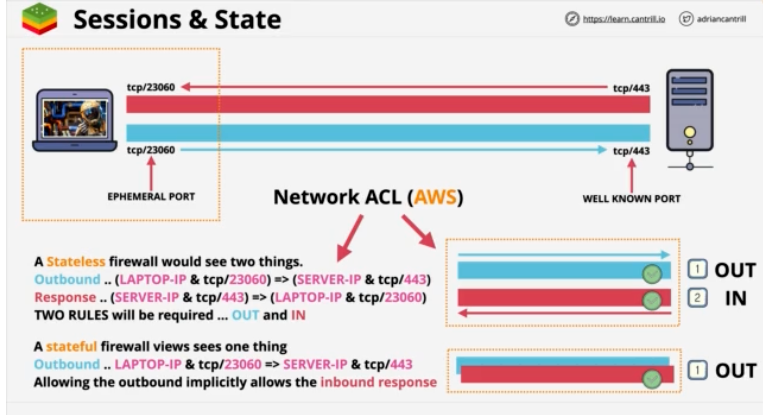 Sessions & State
https://learn.cantrill.io
adriancantrill
tcp/23060
tcp/443
tcp/23060
tcp/443
EPHEMERAL PORT
WELL KNOWN PORT
Network ACL (AWS)
A Stateless firewall would see two things.
Outbound .. (LAPTOP-IP & tcp/23060) => (SERVER-IP & tcp/443)
Response .. (SERVER-IP & tcp/443) => (LAPTOP-IP & tcp/23060)
TWO RULES will be required ... OUT and IN
1 OUT
2 IN
A stateful firewall views sees one thing
Outbound .. LAPTOP-IP & tcp/23060 => SERVER-IP & tcp/443
Allowing the outbound implicitly allows the inbound response
1 OUT